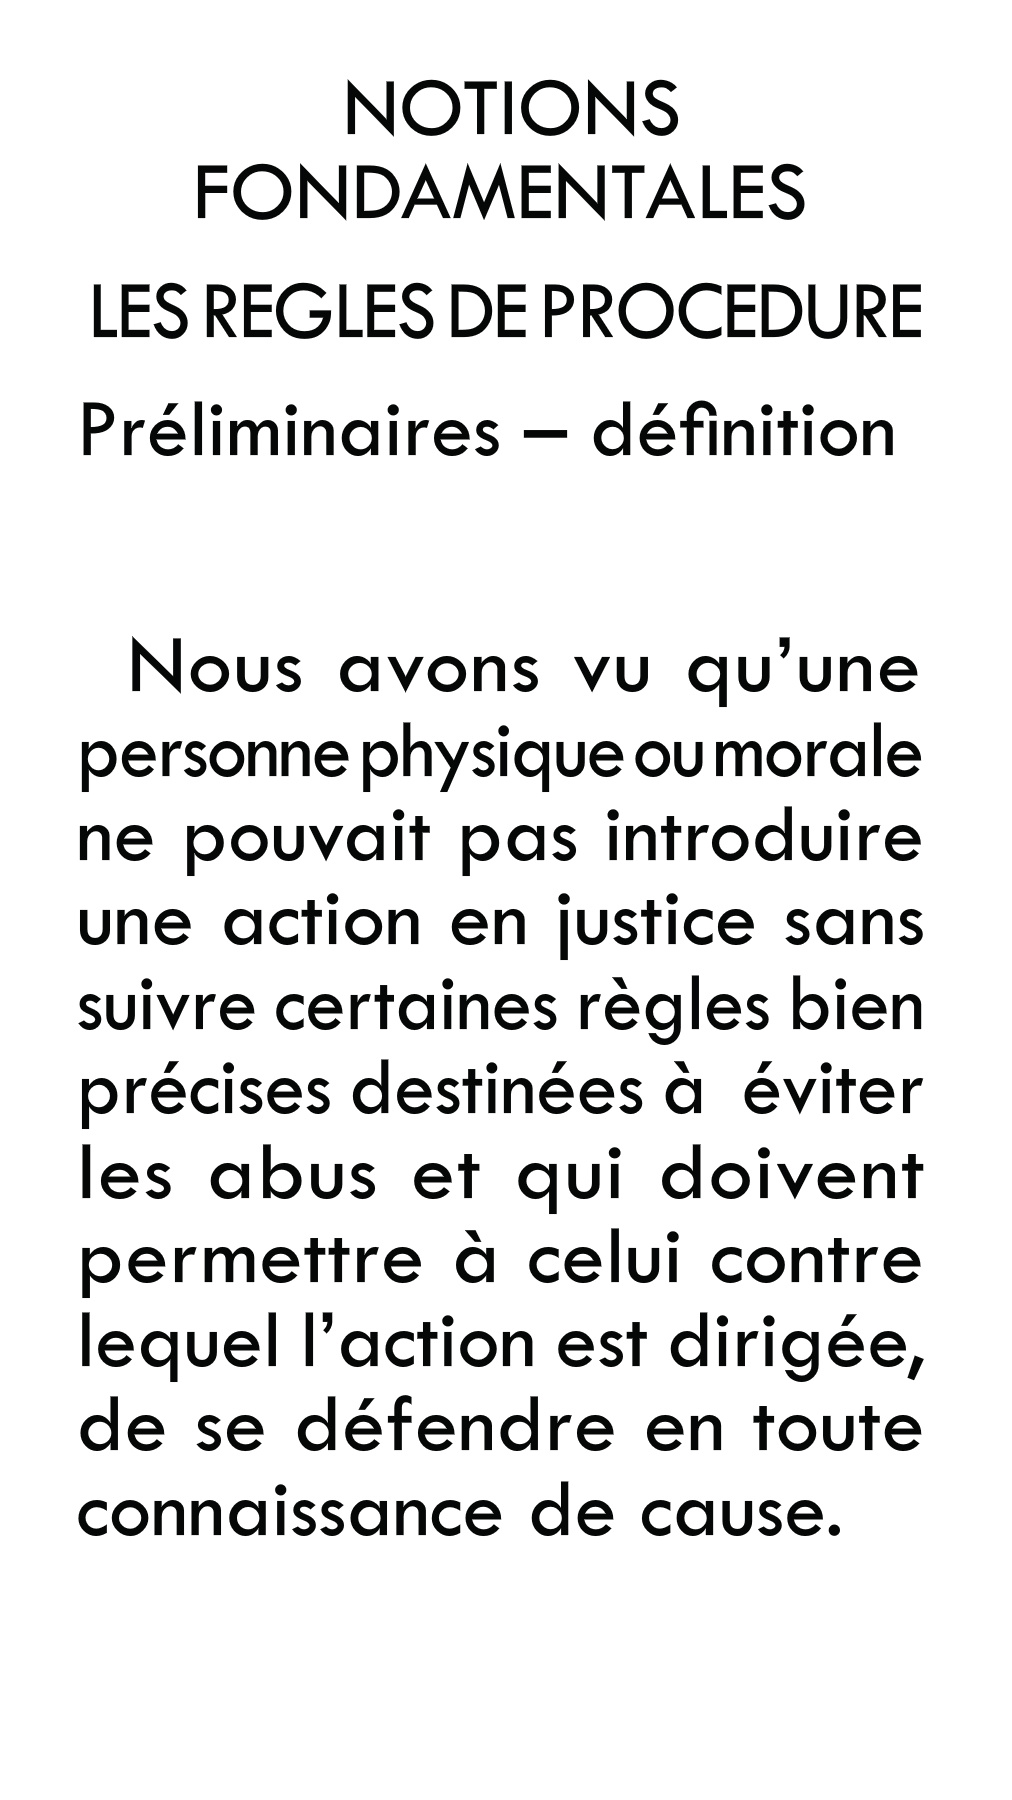 NOTIONS
FONDAMENTALES
LES REGLES DE PROCEDURE
Préliminaires – définition
Nous avons vu qu’une
personne physique ou morale
ne pouvait pas introduire
une action en justice sans
suivre certaines règles bien
précises destinées à éviter
les abus et qui doivent
permettre à celui contre
lequel l’action est dirigée,
de se défendre en toute
connaissance de cause.